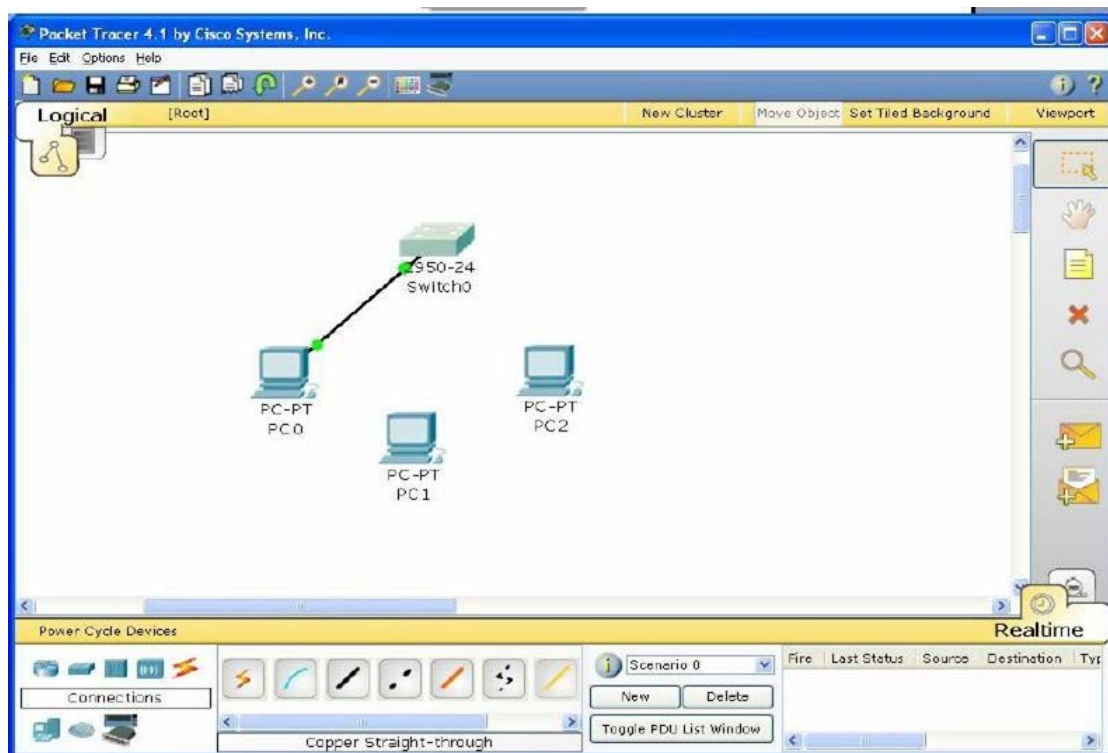 Packet Tracer 4.1 by Cisco Systems, Inc.
File Edit Options Help
Logical [Root] New Cluster Move Object Set Tiled Background Viewport
2950-24
Switch0
PC-PT
PC0
PC-PT
PC2
PC-PT
PC1
Power Cycle Devices Realtime
Scenario 0
Fire Last Status Source Destination Typ
Connections
New Delete
Toggle PDU List Window
Copper Straight-through